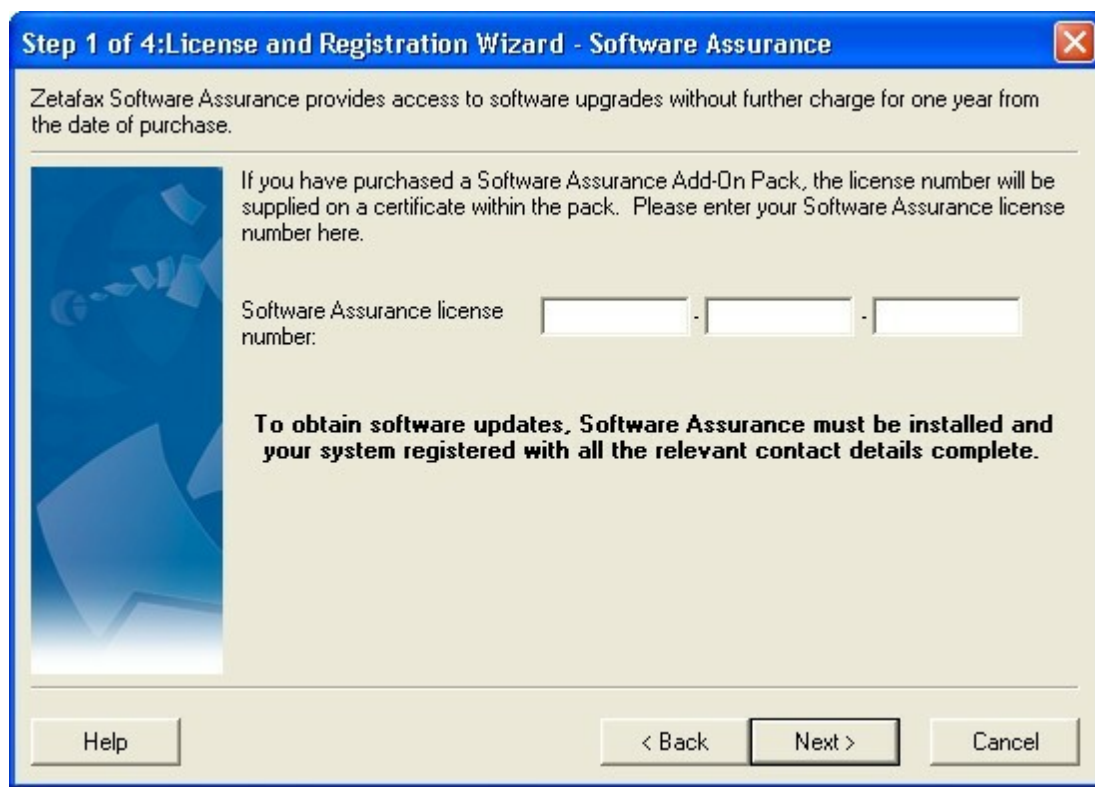 Step 1 of 4:License and Registration Wizard - Software Assurance
Zetafax Software Assurance provides access to software upgrades without further charge for one year from
the date of purchase.
If you have purchased a Software Assurance Add-On Pack, the license number will be
supplied on a certificate within the pack.  Please enter your Software Assurance license
number here.
Software Assurance license
number:
- -
To obtain software updates, Software Assurance must be installed and
your system registered with all the relevant contact details complete.
Help < Back Next > Cancel